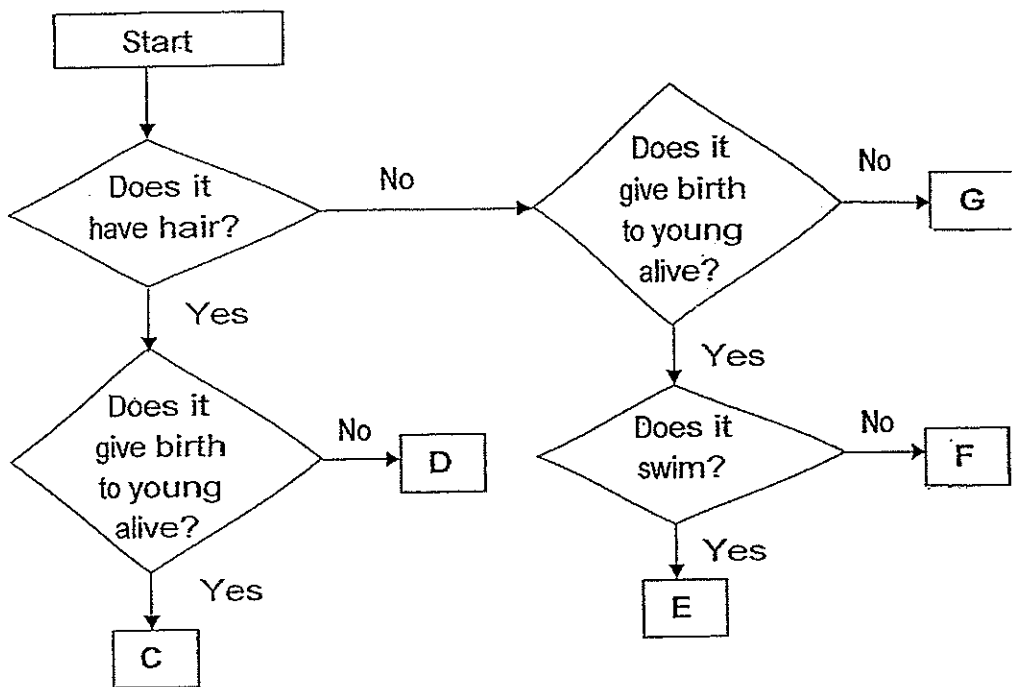 Start
Does it
have hair?
No
Does it
give birth
to young
alive?
No
G
Yes
Does it
give birth
to young
alive?
No
D
Yes
C
Yes
Does it
swim?
No
F
Yes
E